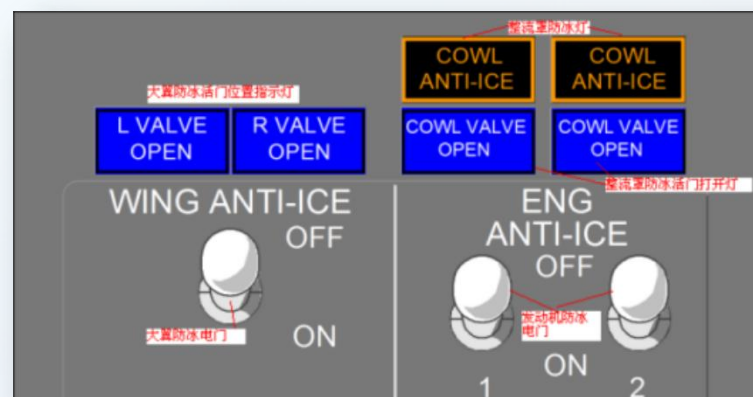 整流罩防冰灯
COWL
ANTI-ICE
COWL
ANTI-ICE
大翼防冰活门位置指示灯
L VALVE
OPEN
R VALVE
OPEN
COWL VALVE
OPEN
COWL VALVE
OPEN
整流罩防冰活门打开灯
WING ANTI-ICE
OFF
ON
大翼防冰电门
ENG
ANTI-ICE
OFF
发动机防冰
电门
ON
1
2